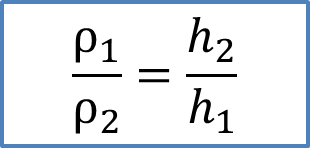 ρ₁/ρ₂ = h₂/h₁